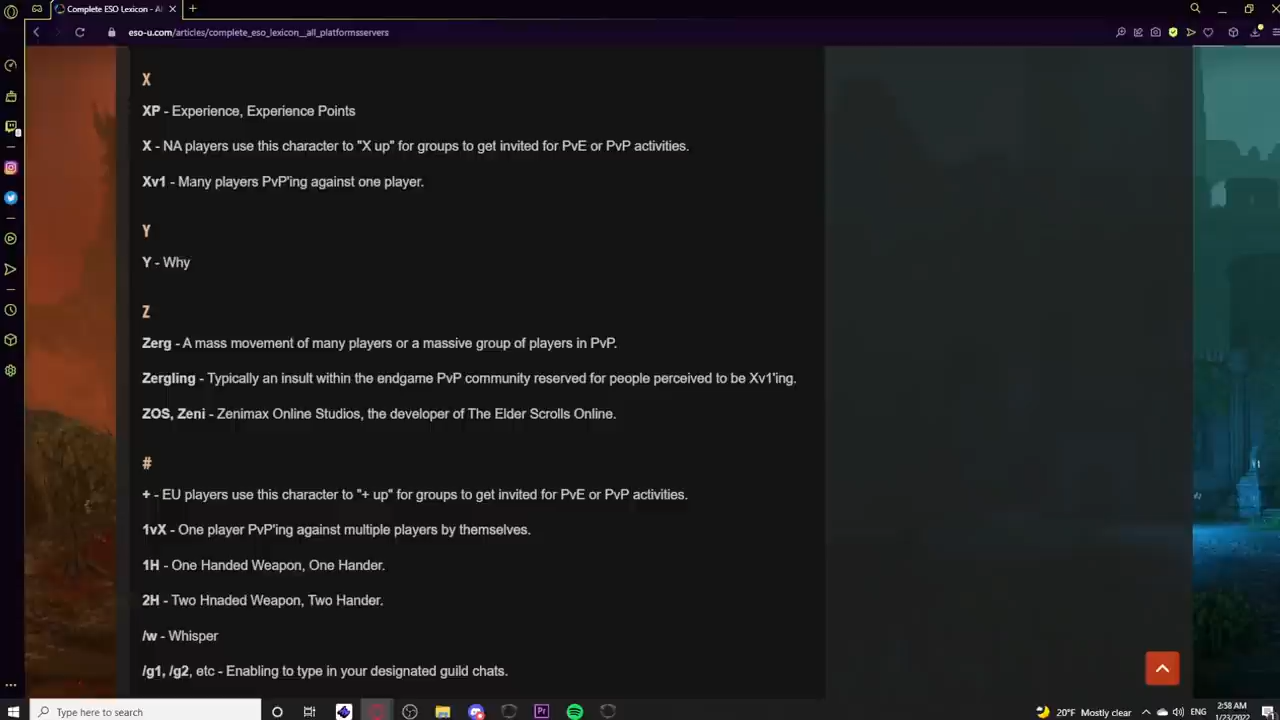 Complete ESO Lexicon - Al
eso-u.com/articles/complete_eso_lexicon__all_platformsservers
X
XP - Experience, Experience Points
X - NA players use this character to "X up" for groups to get invited for PvE or PvP activities.
Xv1 - Many players PvP'ing against one player.
Y
Y - Why
Z
Zerg - A mass movement of many players or a massive group of players in PvP.
Zergling - Typically an insult within the endgame PvP community reserved for people perceived to be Xv1'ing.
ZOS, Zeni - Zenimax Online Studios, the developer of The Elder Scrolls Online.
#
+ - EU players use this character to "+ up" for groups to get invited for PvE or PvP activities.
1vX - One player PvP'ing against multiple players by themselves.
1H - One Handed Weapon, One Hander.
2H - Two Hnaded Weapon, Two Hander.
/w - Whisper
/g1, /g2, etc - Enabling to type in your designated guild chats.
Type here to search
Pr
20°F Mostly clear
ENG
2:58 AM
1/23/2022